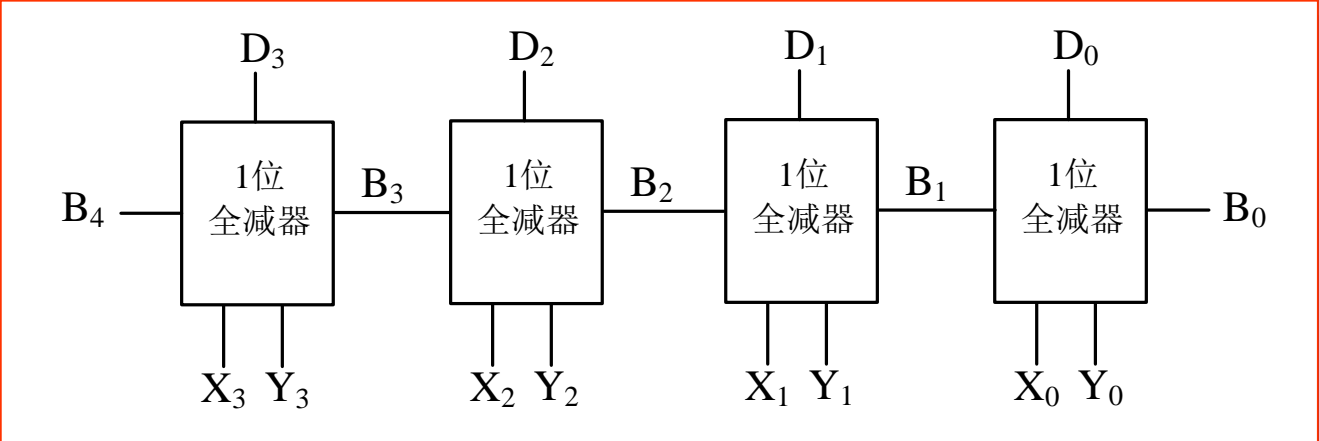 D₃ D₂ D₁ D₀
1位 1位 1位 1位
B₄ 全减器 B₃ 全减器 B₂ 全减器 B₁ 全减器 B₀
X₃ Y₃ X₂ Y₂ X₁ Y₁ X₀ Y₀